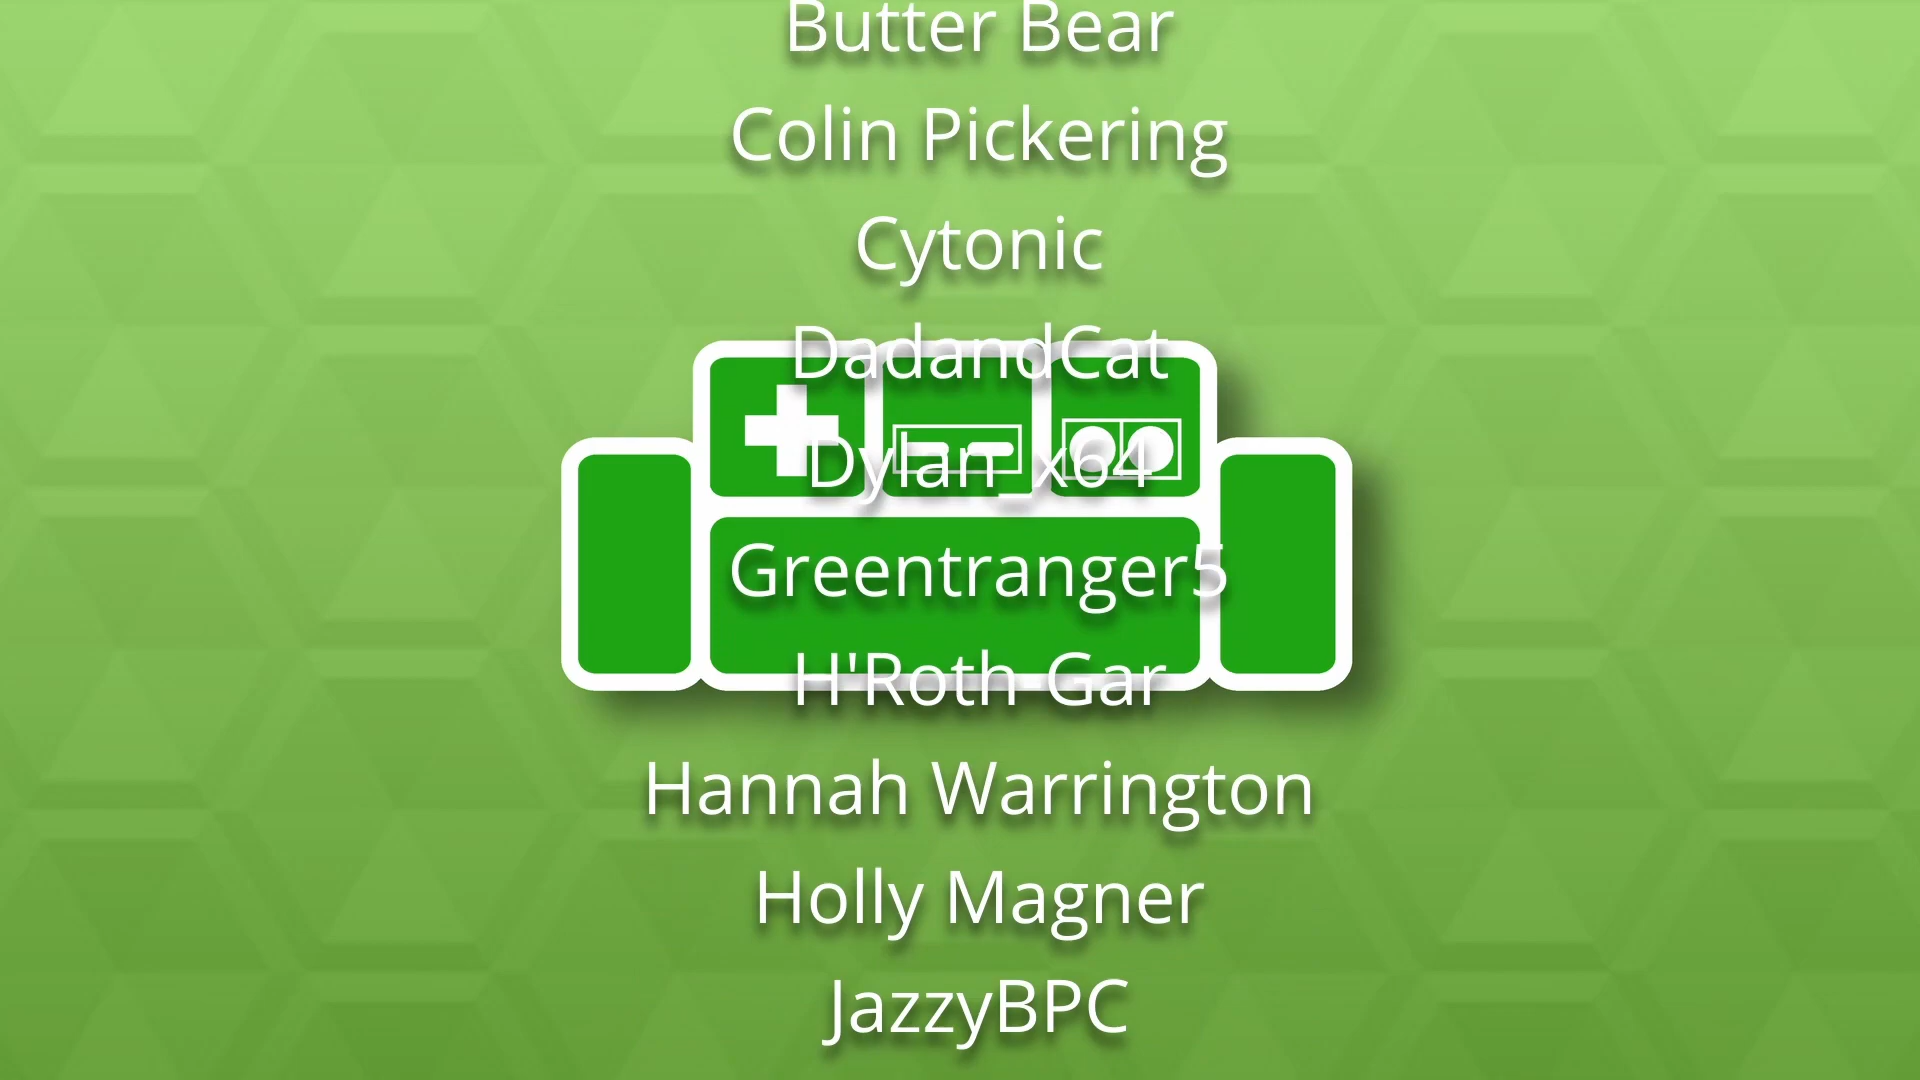 Butter Bear
Colin Pickering
Cytonic
DadandCat
Dylan_x64
Greentranger5
H'Roth-Gar
Hannah Warrington
Holly Magner
JazzyBPC